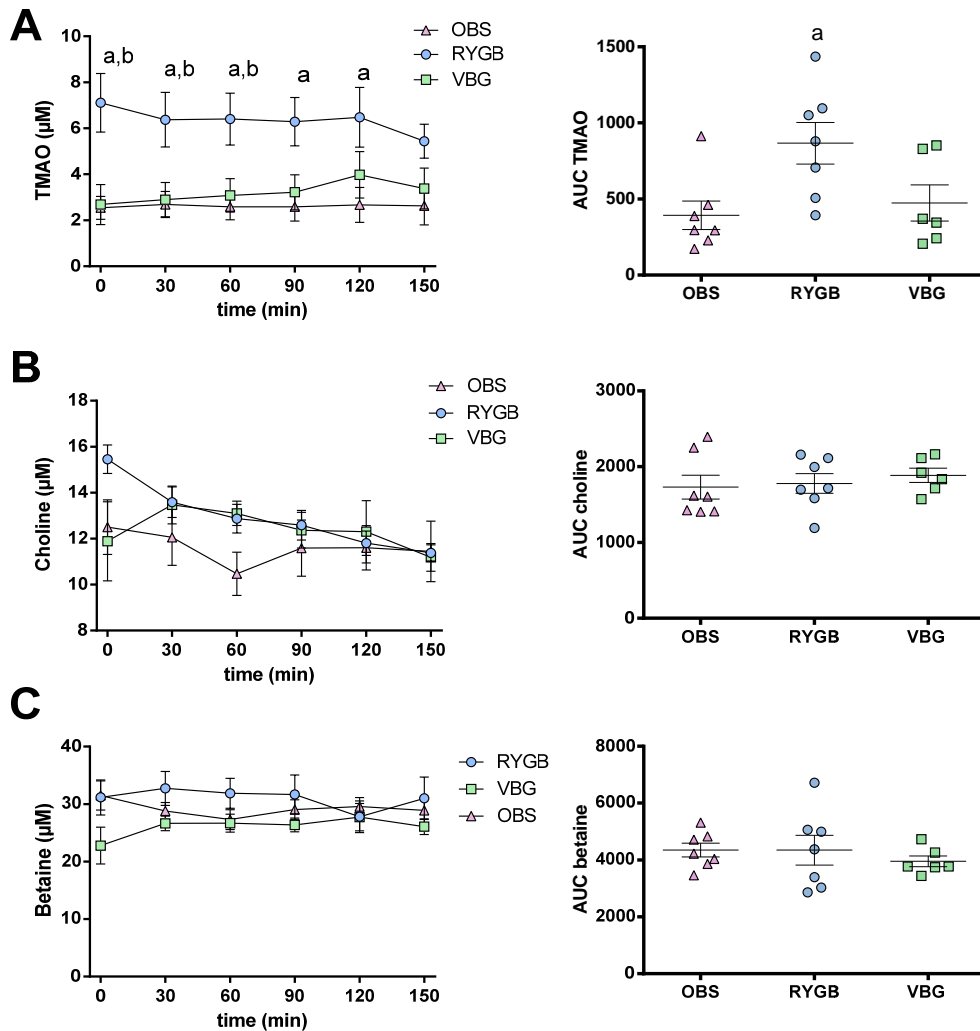 A
OBS
RYGB
VBG
TMAO (µM)
10
8
6
4
2
0
a,b
a,b
a,b
a
a
0 30 60 90 120 150
time (min)
AUC TMAO
1500
1000
500
0
a
OBS RYGB VBG
B
OBS
RYGB
VBG
Choline (µM)
18
16
14
12
10
8
0 30 60 90 120 150
time (min)
AUC choline
3000
2000
1000
0
OBS RYGB VBG
C
RYGB
VBG
OBS
Betaine (µM)
40
30
20
10
0
0 30 60 90 120 150
time (min)
AUC betaine
8000
6000
4000
2000
0
OBS RYGB VBG